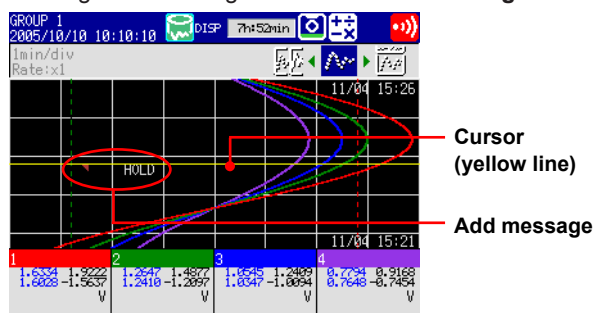 GROUP 1
2005/10/10 10:10:10 DISP 7h:52min
1min/div
Rate:x1
11/04 15:26
Cursor
(yellow line)
HOLD
Add message
11/04 15:21
1 2 3 4
1.6334 1.9222 1.2647 1.4877 1.0545 1.2409 0.7794 0.9168
1.6028 -1.5637 1.2410 -1.2097 1.0347 -1.0094 0.7648 -0.7454
V V V V